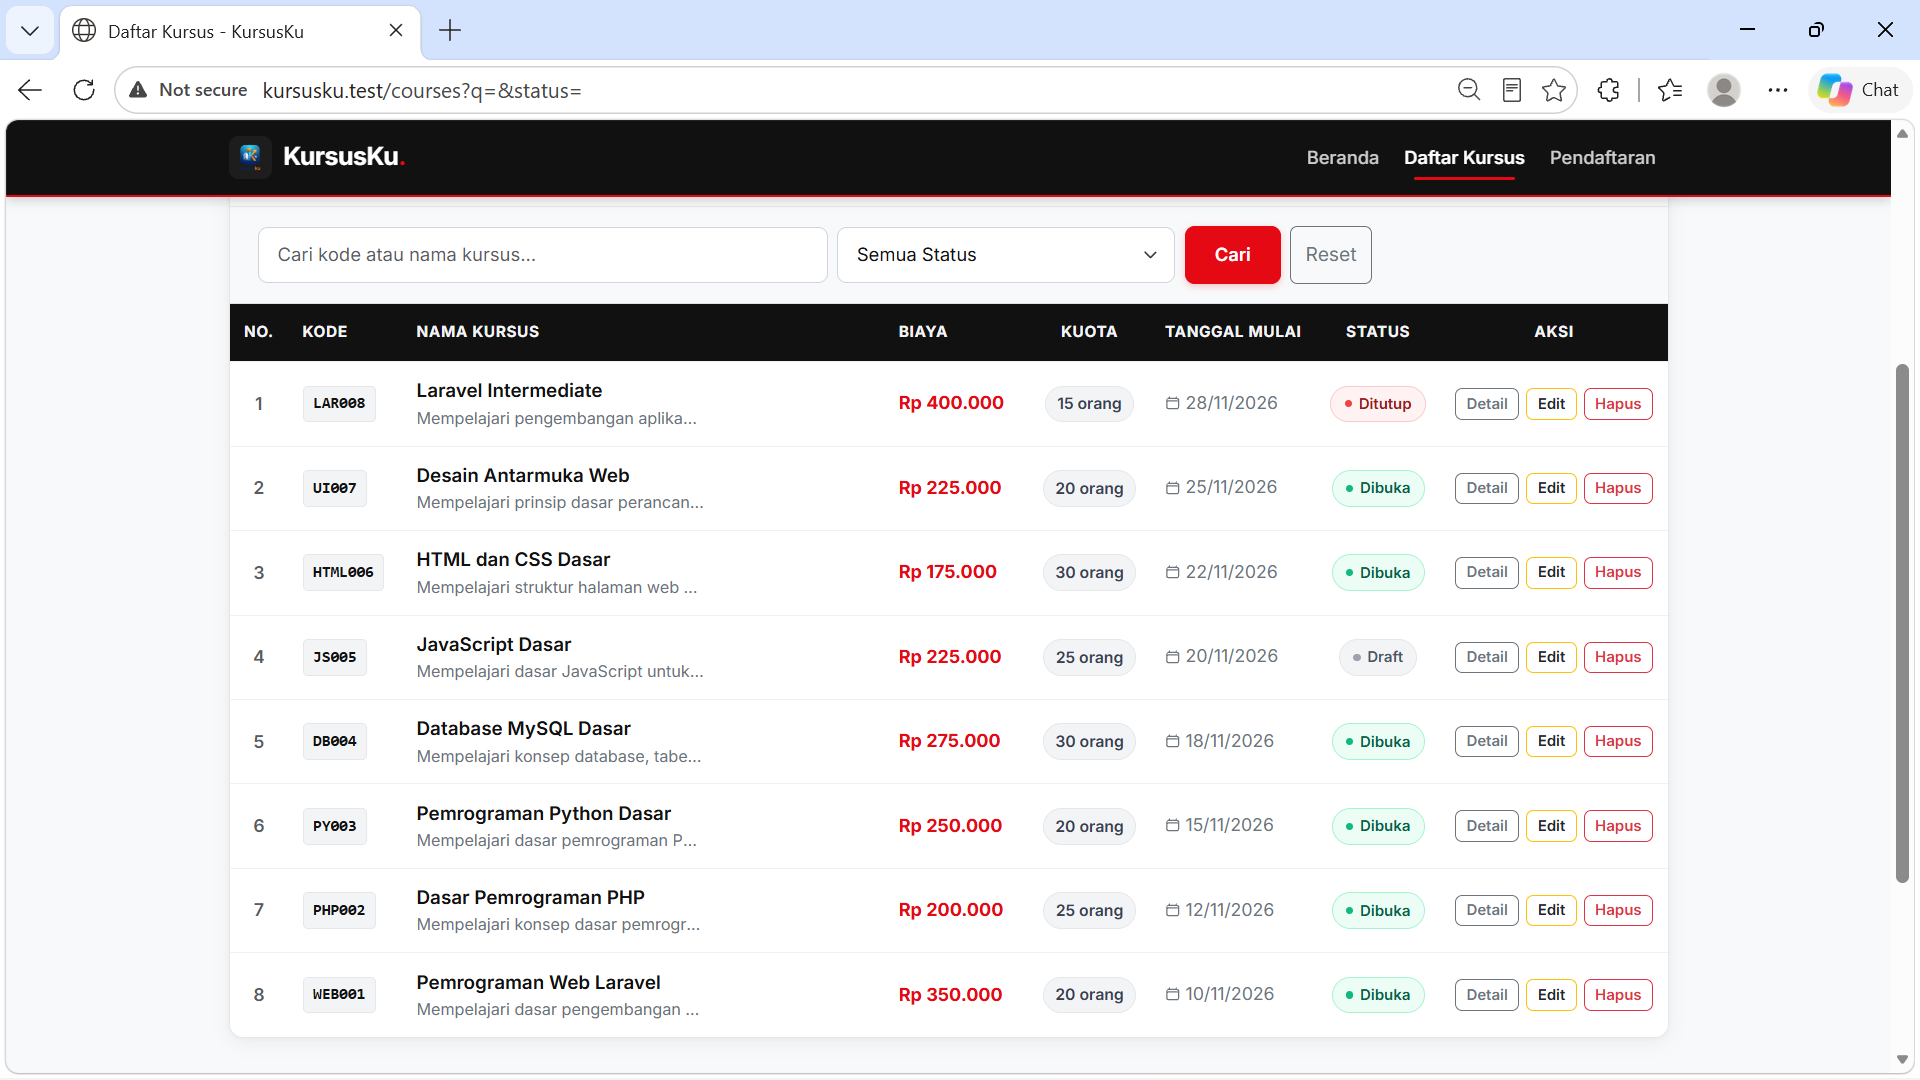 Daftar Kursus - KursusKu
Not secure kursusku.test/courses?q=&status=
Chat
KursusKu.
Beranda Daftar Kursus Pendaftaran
Cari kode atau nama kursus...
Semua Status
Cari
Reset
NO. KODE NAMA KURSUS BIAYA KUOTA TANGGAL MULAI STATUS AKSI
1 LAR008 Laravel Intermediate Rp 400.000 15 orang 28/11/2026 Ditutup Detail Edit Hapus
Mempelajari pengembangan aplika...
2 UI007 Desain Antarmuka Web Rp 225.000 20 orang 25/11/2026 Dibuka Detail Edit Hapus
Mempelajari prinsip dasar perancan...
3 HTML006 HTML dan CSS Dasar Rp 175.000 30 orang 22/11/2026 Dibuka Detail Edit Hapus
Mempelajari struktur halaman web ...
4 JS005 JavaScript Dasar Rp 225.000 25 orang 20/11/2026 Draft Detail Edit Hapus
Mempelajari dasar JavaScript untuk...
5 DB004 Database MySQL Dasar Rp 275.000 30 orang 18/11/2026 Dibuka Detail Edit Hapus
Mempelajari konsep database, tabe...
6 PY003 Pemrograman Python Dasar Rp 250.000 20 orang 15/11/2026 Dibuka Detail Edit Hapus
Mempelajari dasar pemrograman P...
7 PHP002 Dasar Pemrograman PHP Rp 200.000 25 orang 12/11/2026 Dibuka Detail Edit Hapus
Mempelajari konsep dasar pemrogr...
8 WEB001 Pemrograman Web Laravel Rp 350.000 20 orang 10/11/2026 Dibuka Detail Edit Hapus
Mempelajari dasar pengembangan ...